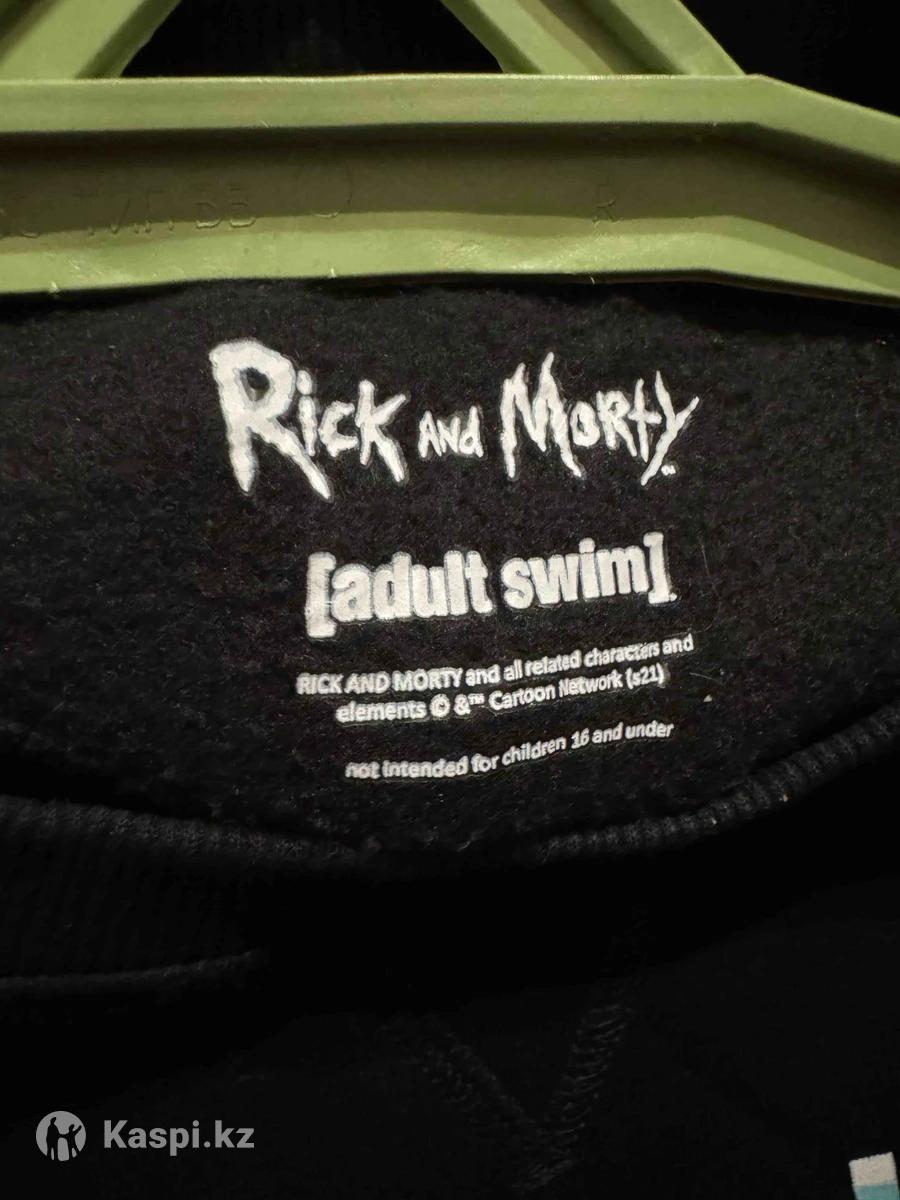 R
Rick And Morty™
[adult swim]
RICK AND MORTY and all related characters and
elements © &™ Cartoon Network (s21)
not intended for children 16 and under
Kaspi.kz